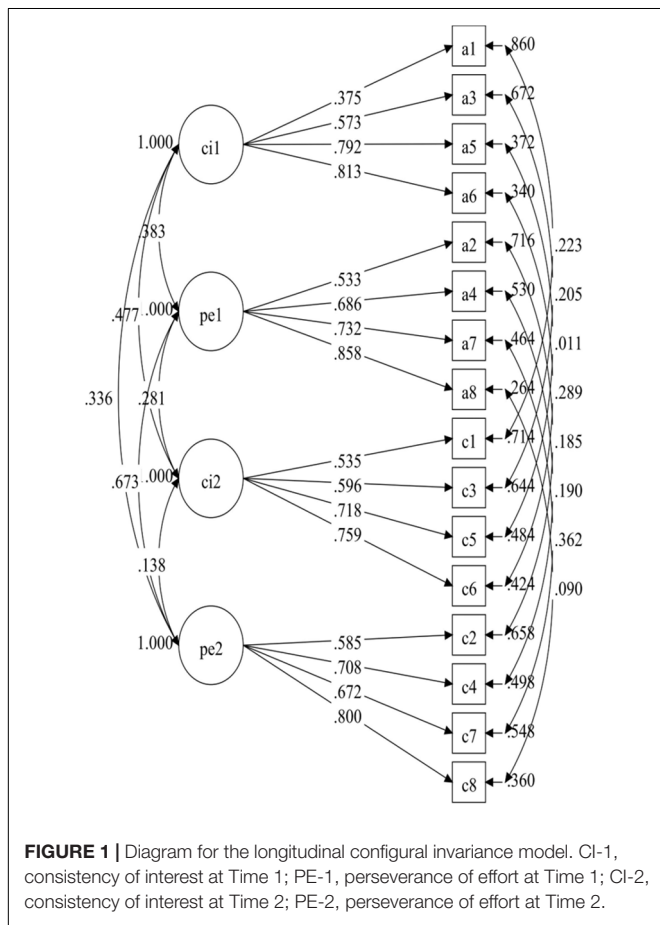 a1 .860
.375 a3 .672
.573
1.000 ci1 .792 a5 .372
.813
a6 .340
.383 a2 .716 .223
.533
.477 1.000 pe1 .686 a4 .530 .205
.732 a7 .464 .011
.858
.336 .281 a8 .264 .289
c1 .714 .185
.535
.673 1.000 ci2 .596 c3 .644 .190
.718 c5 .484 .362
.759
.138 c6 .424 .090
1.000 pe2 .585 c2 .658
.708
.672 c4 .498
.800
c7 .548
c8 .360
FIGURE 1 | Diagram for the longitudinal configural invariance model. CI-1,
consistency of interest at Time 1; PE-1, perseverance of effort at Time 1; CI-2,
consistency of interest at Time 2; PE-2, perseverance of effort at Time 2.